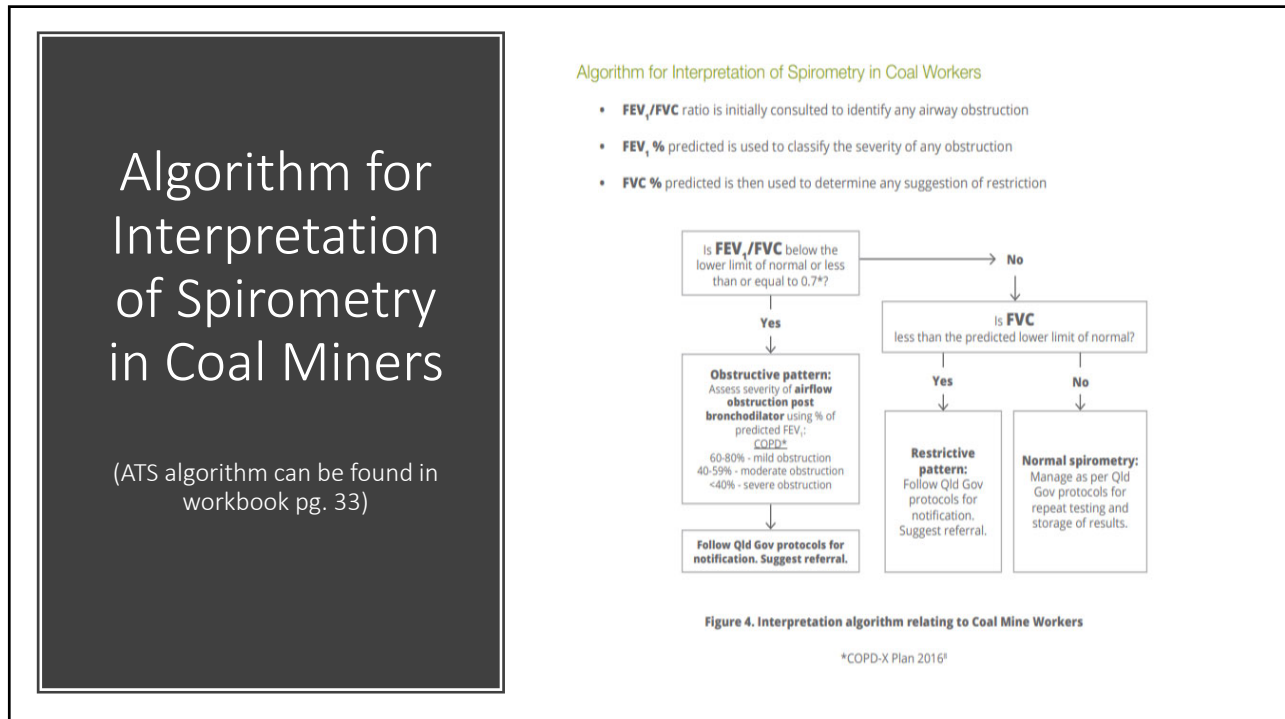 Algorithm for
Interpretation
of Spirometry
in Coal Miners
(ATS algorithm can be found in
workbook pg. 33)
Algorithm for Interpretation of Spirometry in Coal Workers
• FEV₁/FVC ratio is initially consulted to identify any airway obstruction
• FEV₁ % predicted is used to classify the severity of any obstruction
• FVC % predicted is then used to determine any suggestion of restriction
Is FEV₁/FVC below the
lower limit of normal or less
than or equal to 0.7*?
No
Yes
Is FVC
less than the predicted lower limit of normal?
Obstructive pattern:
Assess severity of airflow
obstruction post
bronchodilator using % of
predicted FEV₁:
COPD*
60-80% - mild obstruction
40-59% - moderate obstruction
<40% - severe obstruction
Follow Qld Gov protocols for
notification. Suggest referral.
Yes
No
Restrictive
pattern:
Follow Qld Gov
protocols for
notification.
Suggest referral.
Normal spirometry:
Manage as per Qld
Gov protocols for
repeat testing and
storage of results.
Figure 4. Interpretation algorithm relating to Coal Mine Workers
*COPD-X Plan 2016⁸